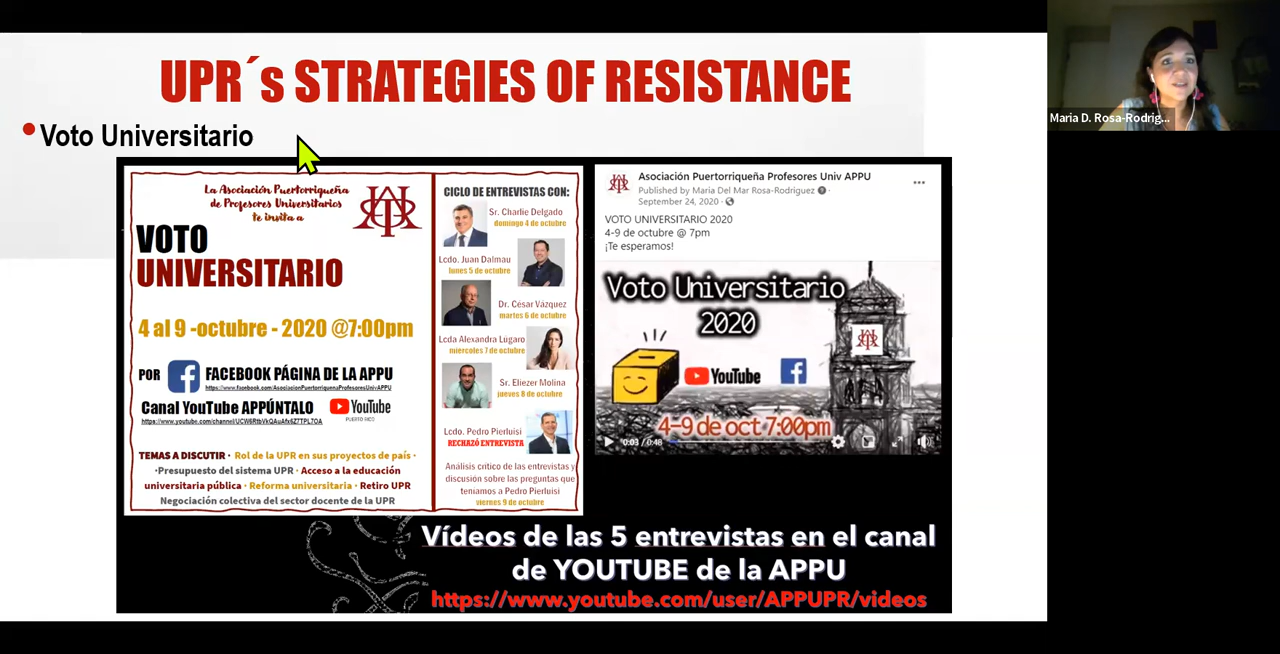 UPR´s STRATEGIES OF RESISTANCE
Voto Universitario
La Asociación Puertorriqueña
de Profesores Universitarios
te invita a
VOTO
UNIVERSITARIO
4 al 9 -octubre - 2020 @7:00pm
POR
FACEBOOK PÁGINA DE LA APPU
https://www.facebook.com/AsociacionPuertorriquenaProfesoresUnivAPPU
Canal YouTube APPÚNTALO
YouTube
PUERTO RICO
TEMAS A DISCUTIR · Rol de la UPR en sus proyectos de país ·
·Presupuesto del sistema UPR · Acceso a la educación
universitaria pública · Reforma universitaria · Retiro UPR
Negociación colectiva del sector docente de la UPR
CICLO DE ENTREVISTAS CON:
Sr. Charlie Delgado
domingo 4 de octubre
Lcdo. Juan Dalmau
lunes 5 de octubre
Dr. César Vázquez
martes 6 de octubre
Lcda Alexandra Lúgaro
miércoles 7 de octubre
Sr. Eliezer Molina
jueves 8 de octubre
Lcdo. Pedro Pierluisi
RECHAZÓ ENTREVISTA
Análisis crítico de las entrevistas y
discusión sobre las preguntas que
teníamos a Pedro Pierluisi
viernes 9 de octubre
Asociación Puertorriqueña Profesores Univ APPU
Published by Maria Del Mar Rosa-Rodriguez
September 24, 2020 ·
VOTO UNIVERSITARIO 2020
4-9 de octubre @ 7pm
¡Te esperamos!
Voto Universitario
2020
YouTube
4-9 de oct 7:00pm
0:03 / 0:48
Vídeos de las 5 entrevistas en el canal
de YOUTUBE de la APPU
https://www.youtube.com/user/APPUPR/videos
Maria D. Rosa-Rodrig...